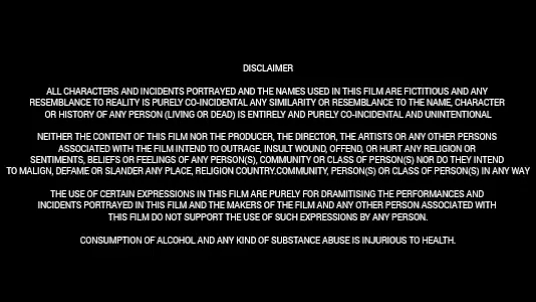 DISCLAIMER
ALL CHARACTERS AND INCIDENTS PORTRAYED AND THE NAMES USED IN THIS FILM ARE FICTITIOUS AND ANY
RESEMBLANCE TO REALITY IS PURELY CO-INCIDENTAL ANY SIMILARITY OR RESEMBLANCE TO THE NAME, CHARACTER
OR HISTORY OF ANY PERSON (LIVING OR DEAD) IS ENTIRELY AND PURELY CO-INCIDENTAL AND UNINTENTIONAL
NEITHER THE CONTENT OF THIS FILM NOR THE PRODUCER, THE DIRECTOR, THE ARTISTS OR ANY OTHER PERSONS
ASSOCIATED WITH THE FILM INTEND TO OUTRAGE, INSULT WOUND, OFFEND, OR HURT ANY RELIGION OR
SENTIMENTS, BELIEFS OR FEELINGS OF ANY PERSON(S), COMMUNITY OR CLASS OF PERSON(S) NOR DO THEY INTEND
TO MALIGN, DEFAME OR SLANDER ANY PLACE, RELIGION COUNTRY.COMMUNITY, PERSON(S) OR CLASS OF PERSON(S) IN ANY WAY
THE USE OF CERTAIN EXPRESSIONS IN THIS FILM ARE PURELY FOR DRAMITISING THE PERFORMANCES AND
INCIDENTS PORTRAYED IN THIS FILM AND THE MAKERS OF THE FILM AND ANY OTHER PERSON ASSOCIATED WITH
THIS FILM DO NOT SUPPORT THE USE OF SUCH EXPRESSIONS BY ANY PERSON.
CONSUMPTION OF ALCOHOL AND ANY KIND OF SUBSTANCE ABUSE IS INJURIOUS TO HEALTH.